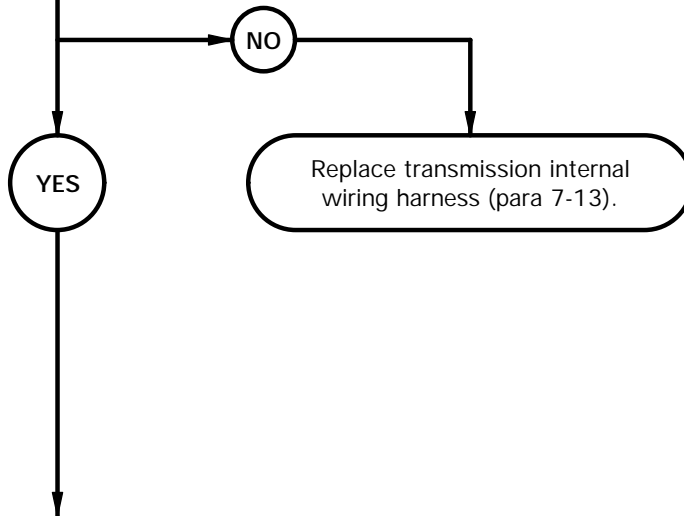 NO
YES
Replace transmission internal
wiring harness (para 7-13).